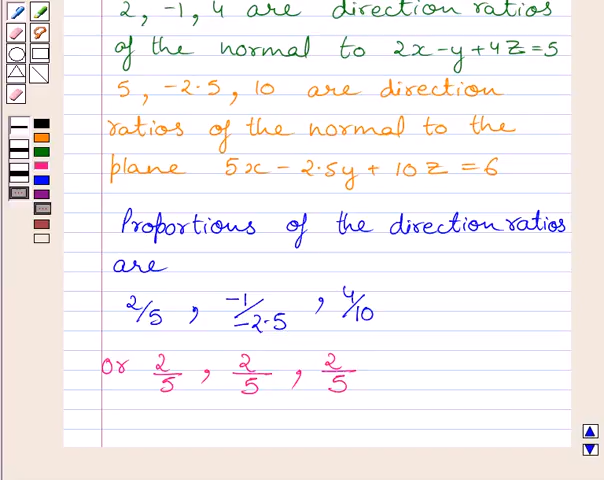 2, -1, 4 are direction ratios
of the normal to 2x-y+4z=5
5, -2.5, 10 are direction
ratios of the normal to the
plane 5x - 2.5y + 10z = 6
Proportions of the direction ratios
are
2/5 , -1/-2.5 , 4/10
Or 2/5 , 2/5 , 2/5